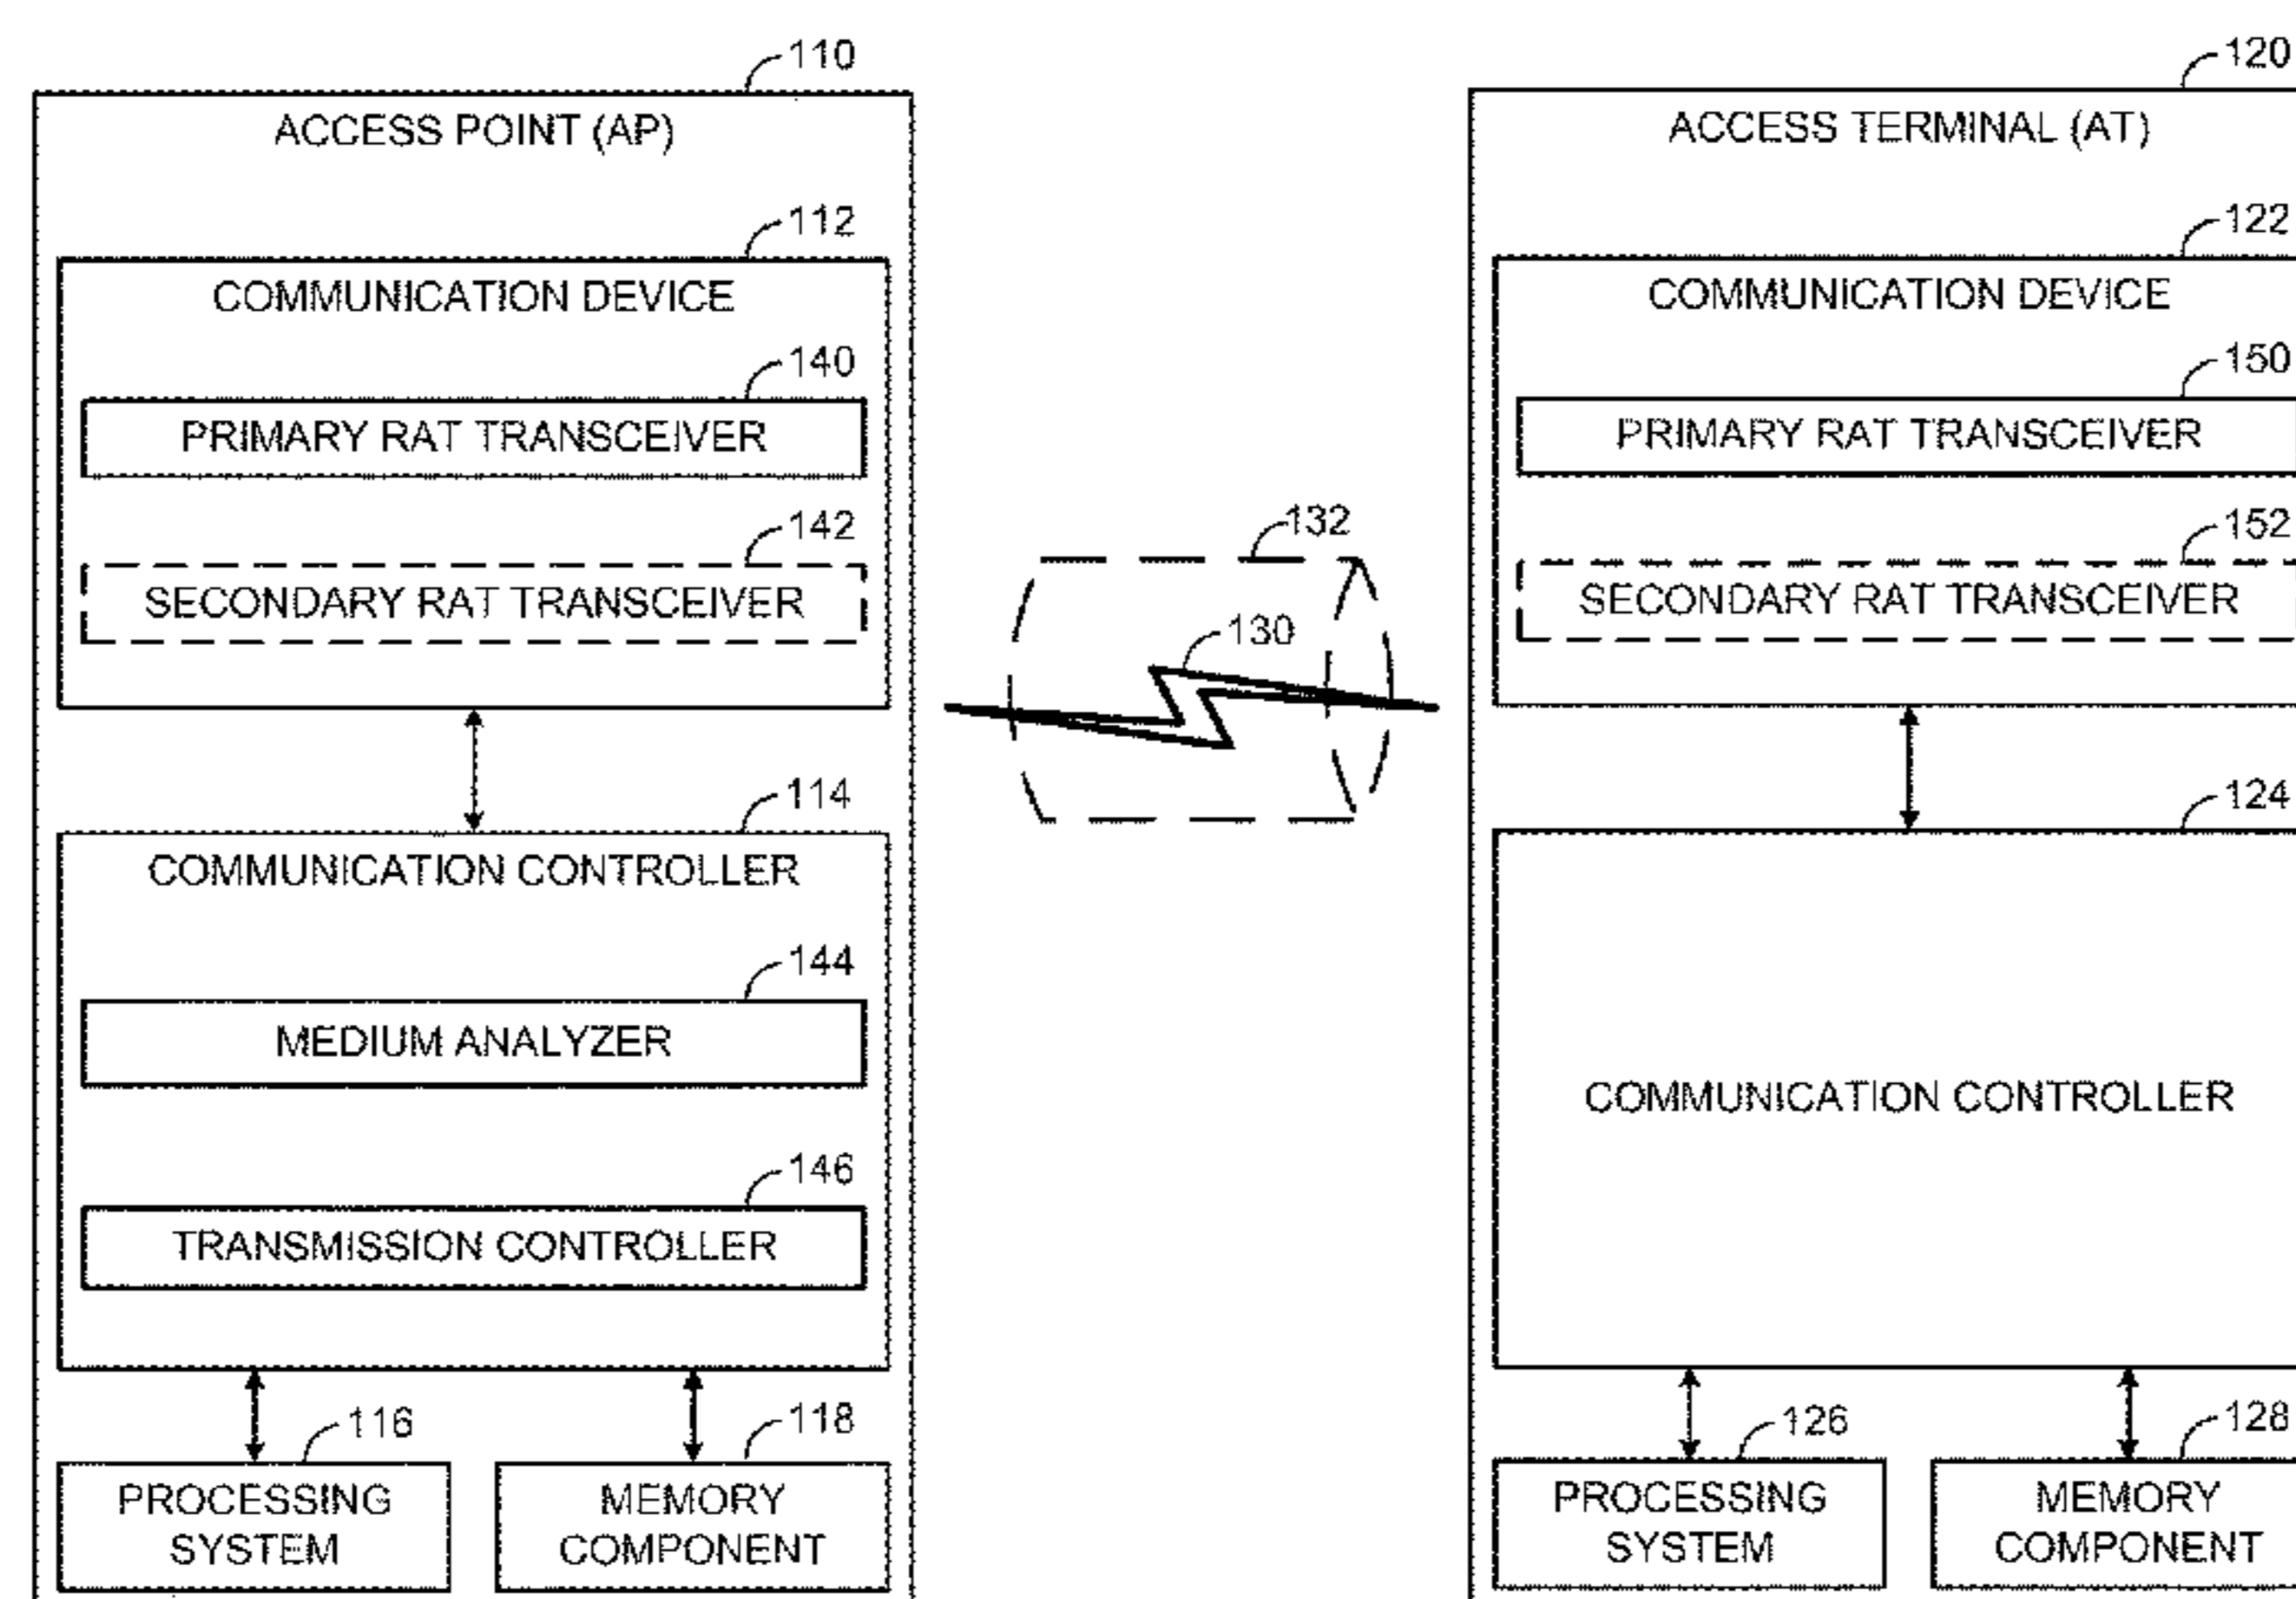 110
ACCESS POINT (AP)
112
COMMUNICATION DEVICE
140
PRIMARY RAT TRANSCEIVER
142
SECONDARY RAT TRANSCEIVER
114
COMMUNICATION CONTROLLER
144
MEDIUM ANALYZER
146
TRANSMISSION CONTROLLER
116
PROCESSING
SYSTEM
118
MEMORY
COMPONENT
132
130
120
ACCESS TERMINAL (AT)
122
COMMUNICATION DEVICE
150
PRIMARY RAT TRANSCEIVER
152
SECONDARY RAT TRANSCEIVER
124
COMMUNICATION CONTROLLER
126
PROCESSING
SYSTEM
128
MEMORY
COMPONENT